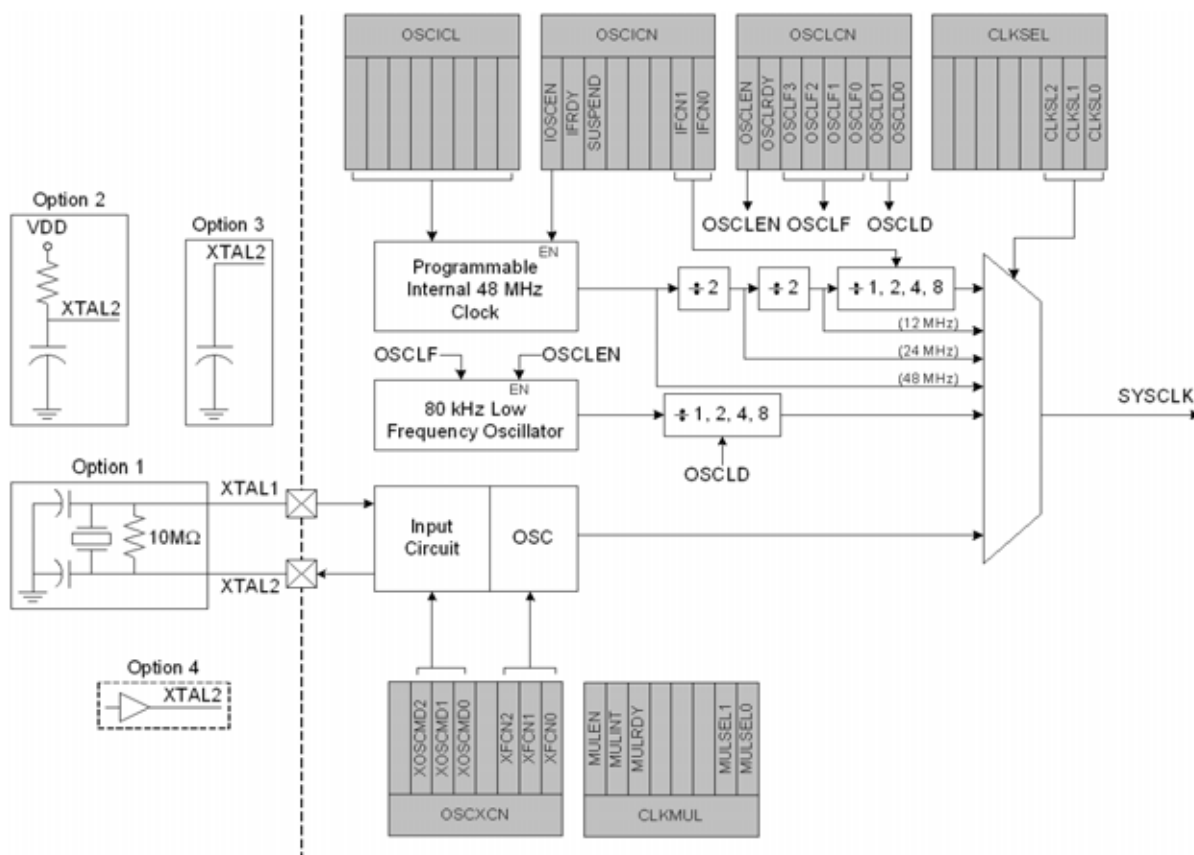 OSCICL
OSCICN
OSCLCN
CLKSEL
IOSCEN
IFRDY
SUSPEND
IFCN1
IFCN0
OSCLEN
OSCLRDY
OSCLF3
OSCLF2
OSCLF1
OSCLF0
OSCLD1
OSCLD0
CLKSL2
CLKSL1
CLKSL0
Option 2
VDD
XTAL2
Option 3
XTAL2
OSCLEN OSCLF OSCLD
EN
Programmable
Internal 48 MHz
Clock
÷ 2
÷ 2
÷ 1, 2, 4, 8
(12 MHz)
(24 MHz)
(48 MHz)
OSCLF
OSCLEN
EN
80 kHz Low
Frequency Oscillator
÷ 1, 2, 4, 8
OSCLD
SYSCLK
Option 1
XTAL1
10MΩ
XTAL2
Input
Circuit
OSC
Option 4
XTAL2
XOSCMD2
XOSCMD1
XOSCMD0
XFCN2
XFCN1
XFCN0
OSCXCN
MULEN
MULINT
MULRDY
MULSEL1
MULSEL0
CLKMUL